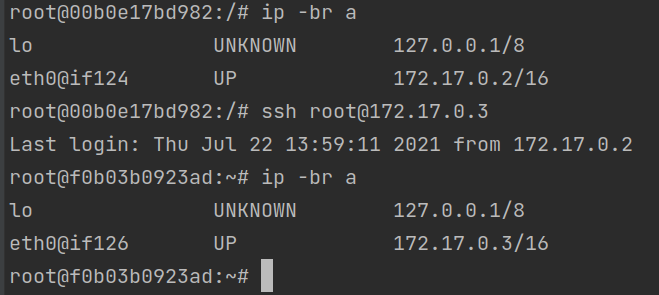 root@00b0e17bd982:/# ip -br a
lo               UNKNOWN        127.0.0.1/8
eth0@if124       UP             172.17.0.2/16
root@00b0e17bd982:/# ssh root@172.17.0.3
Last login: Thu Jul 22 13:59:11 2021 from 172.17.0.2
root@f0b03b0923ad:~# ip -br a
lo               UNKNOWN        127.0.0.1/8
eth0@if126       UP             172.17.0.3/16
root@f0b03b0923ad:~#